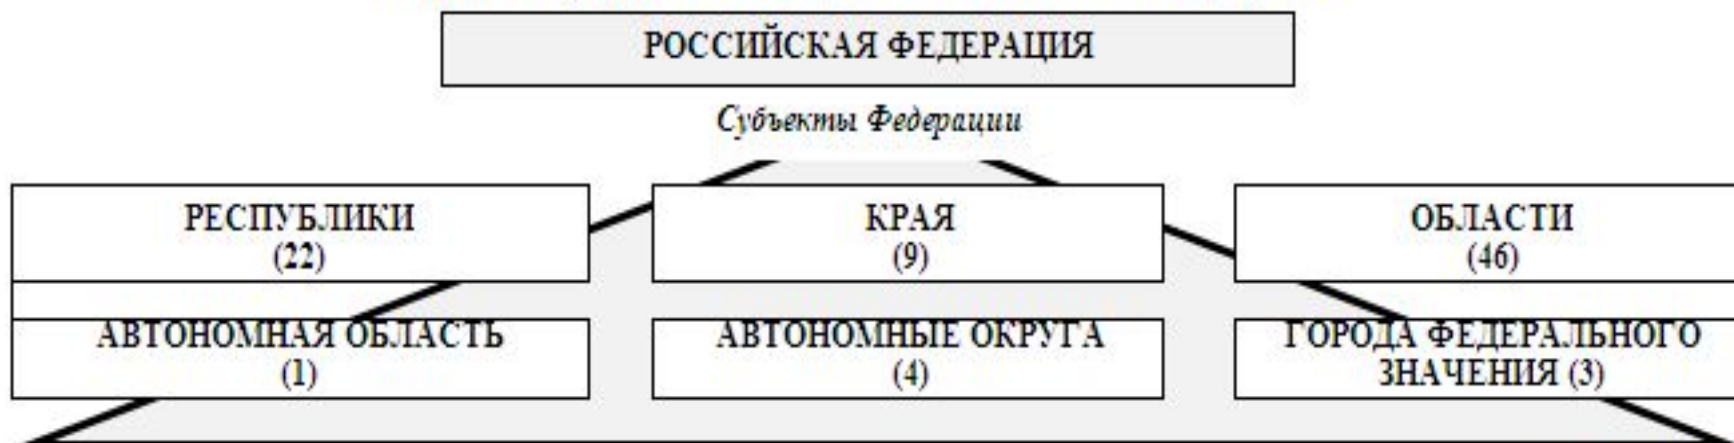 РОССИЙСКАЯ ФЕДЕРАЦИЯ
Субъекты Федерации
РЕСПУБЛИКИ
(22)
КРАЯ
(9)
ОБЛАСТИ
(46)
АВТОНОМНАЯ ОБЛАСТЬ
(1)
АВТОНОМНЫЕ ОКРУГА
(4)
ГОРОДА ФЕДЕРАЛЬНОГО
ЗНАЧЕНИЯ (3)